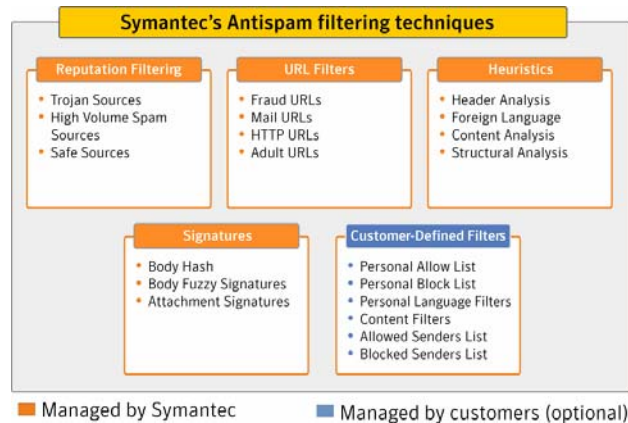 Symantec's Antispam filtering techniques
Reputation Filtering
• Trojan Sources
• High Volume Spam
Sources
• Safe Sources
URL Filters
• Fraud URLs
• Mail URLs
• HTTP URLs
• Adult URLs
Heuristics
• Header Analysis
• Foreign Language
• Content Analysis
• Structural Analysis
Signatures
• Body Hash
• Body Fuzzy Signatures
• Attachment Signatures
Customer-Defined Filters
• Personal Allow List
• Personal Block List
• Personal Language Filters
• Content Filters
• Allowed Senders List
• Blocked Senders List
Managed by Symantec
Managed by customers (optional)